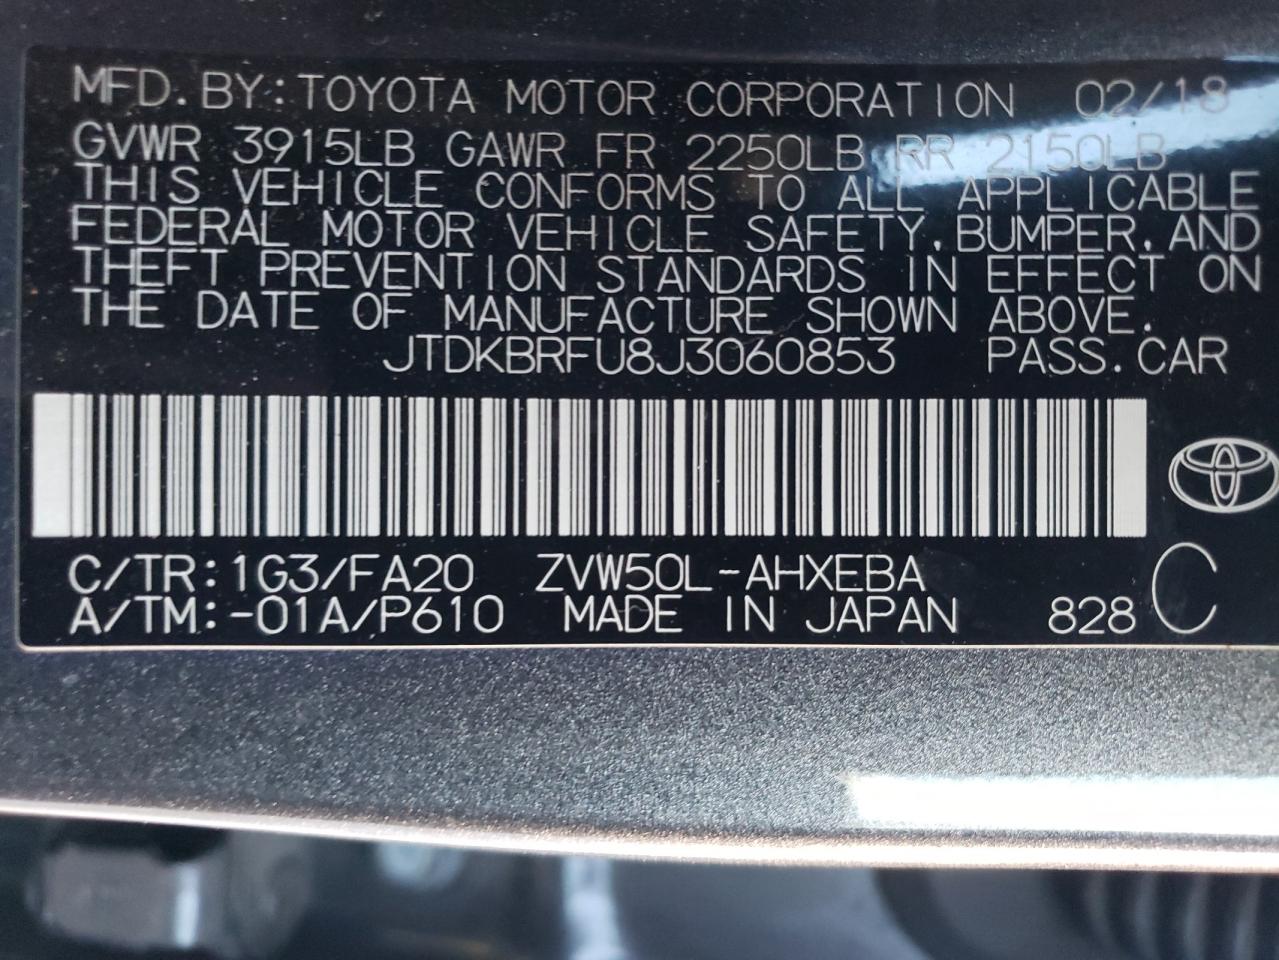 MFD.BY:TOYOTA MOTOR CORPORATION 02/18
GVWR 3915LB GAWR FR 2250LB RR 2150LB
THIS VEHICLE CONFORMS TO ALL APPLICABLE
FEDERAL MOTOR VEHICLE SAFETY,BUMPER,AND
THEFT PREVENTION STANDARDS IN EFFECT ON
THE DATE OF MANUFACTURE SHOWN ABOVE.
JTDKBRFU8J3060853 PASS.CAR
C/TR:1G3/FA20 ZVW50L-AHXEBA
A/TM:-01A/P610 MADE IN JAPAN 828 C